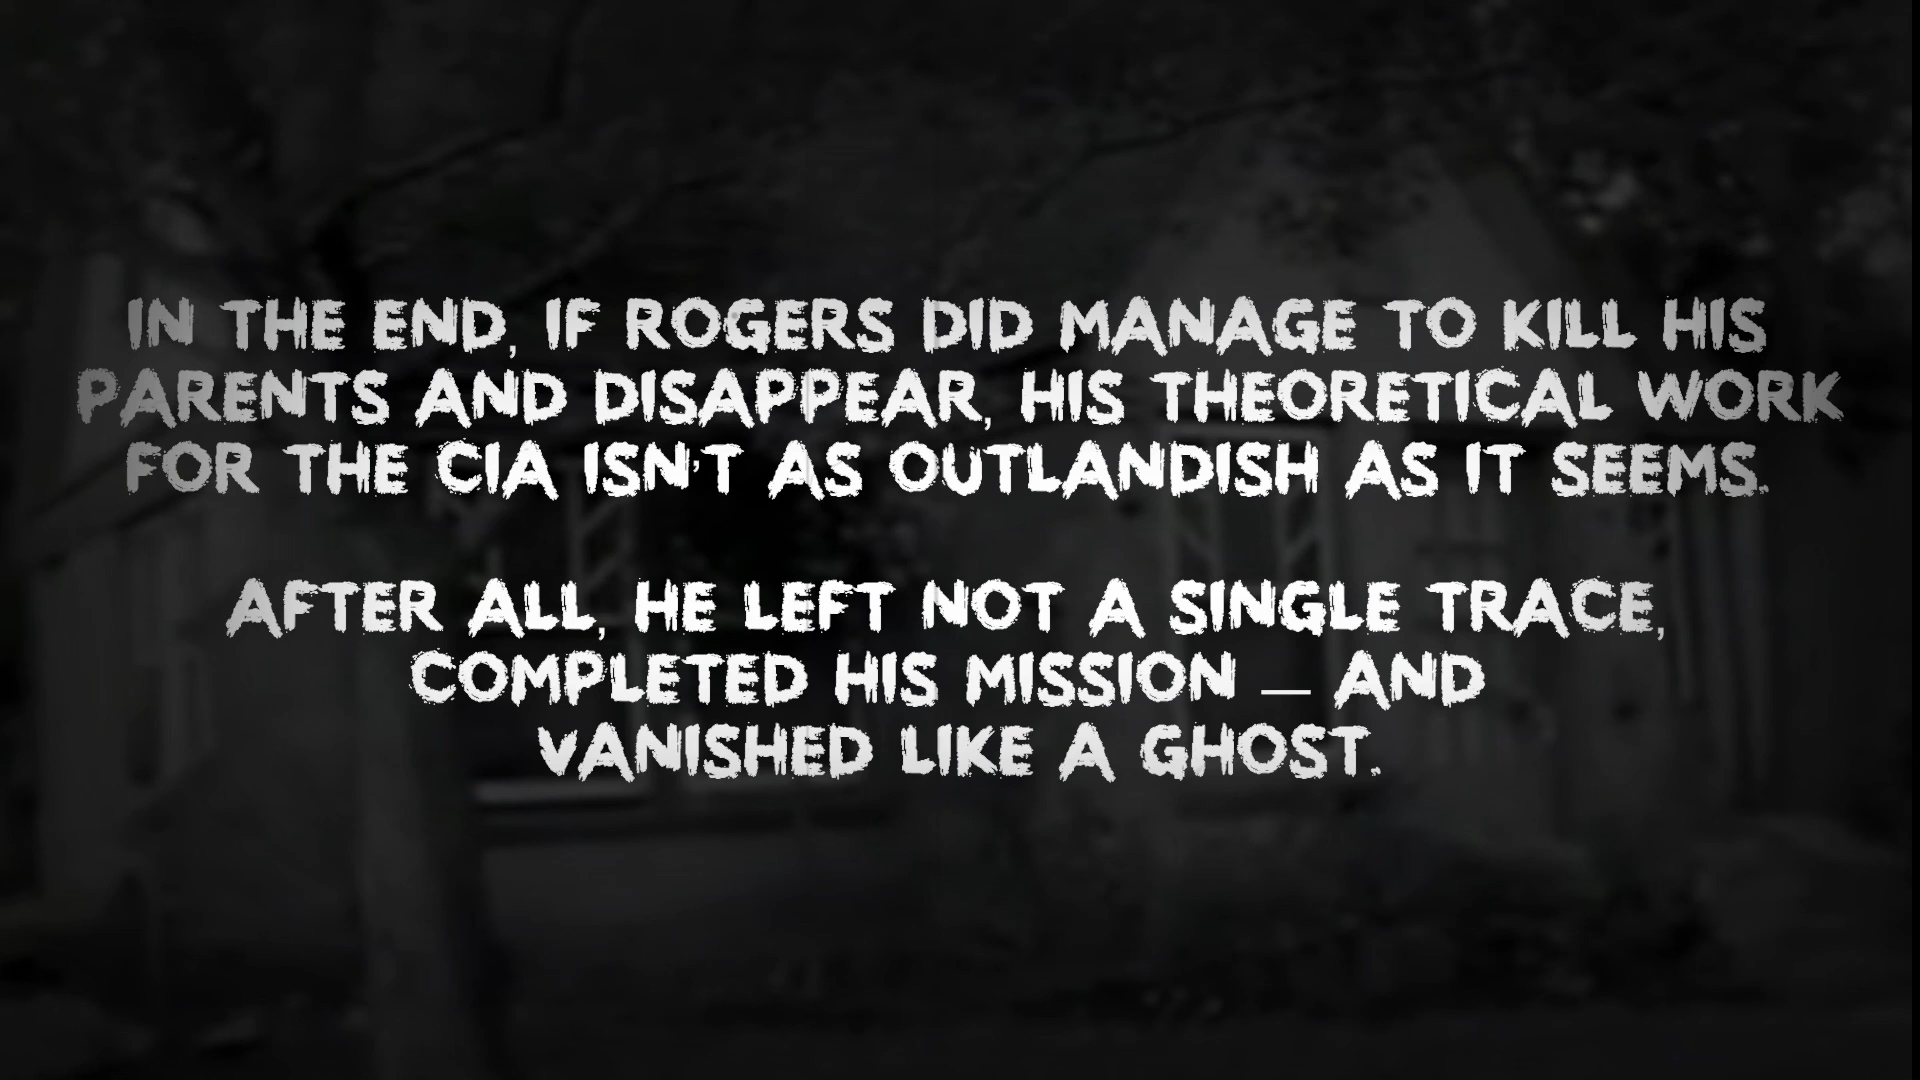 IN THE END, IF ROGERS DID MANAGE TO KILL HIS
PARENTS AND DISAPPEAR, HIS THEORETICAL WORK
FOR THE CIA ISN'T AS OUTLANDISH AS IT SEEMS.
AFTER ALL, HE LEFT NOT A SINGLE TRACE,
COMPLETED HIS MISSION — AND
VANISHED LIKE A GHOST.